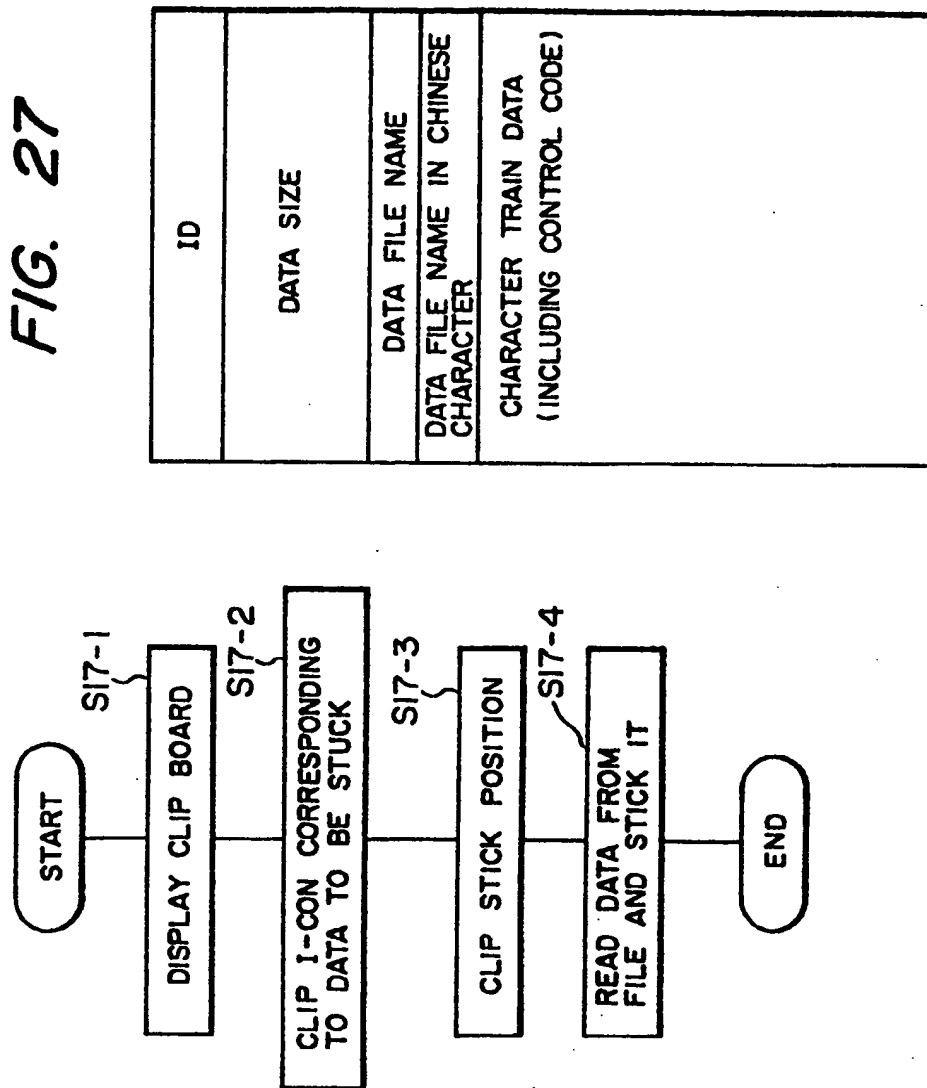 FIG. 27
START
S17-1
DISPLAY CLIP BOARD
S17-2
CLIP I-CON CORRESPONDING
TO DATA TO BE STUCK
S17-3
CLIP STICK POSITION
S17-4
READ DATA FROM
FILE AND STICK IT
END
ID
DATA SIZE
DATA FILE NAME
DATA FILE NAME IN CHINESE
CHARACTER
CHARACTER TRAIN DATA
(INCLUDING CONTROL CODE)